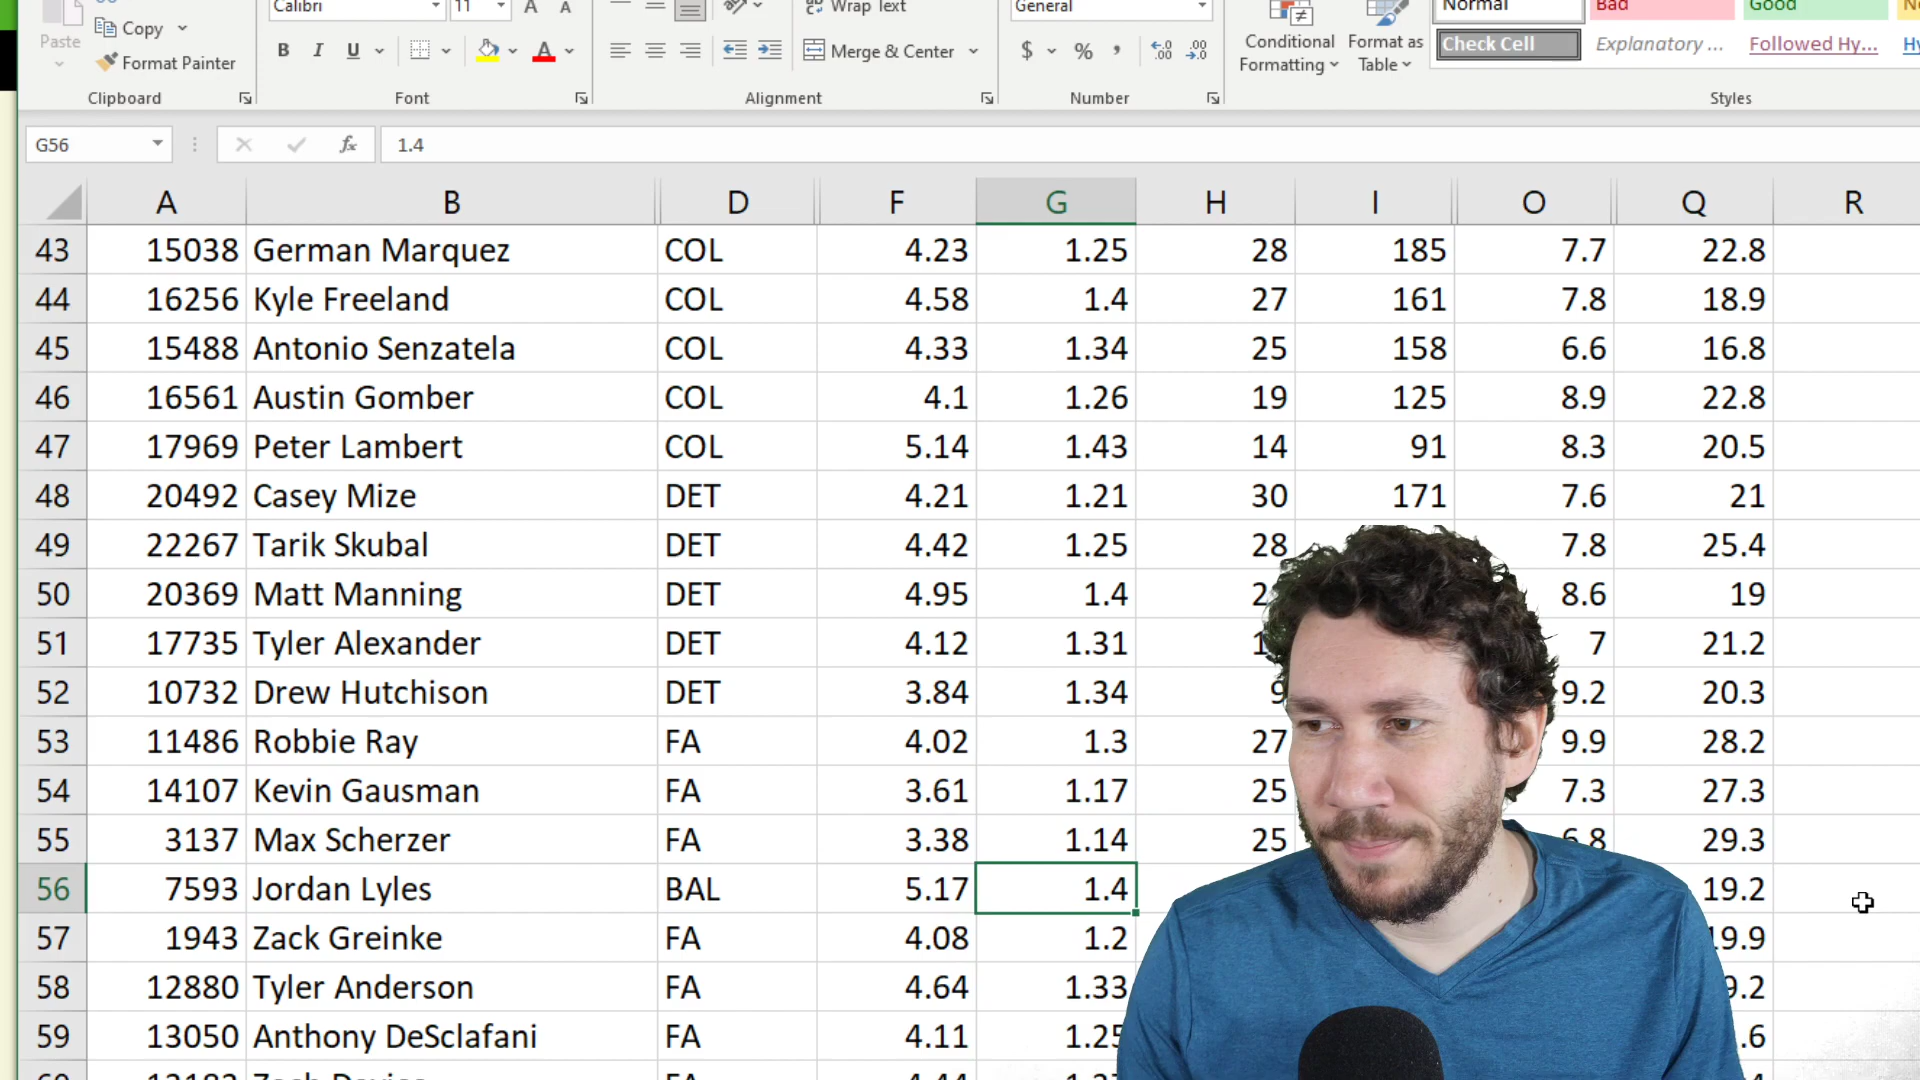 Calibri 11 Wrap Text General Normal Bad Good
Paste Copy
Format Painter
B I U A Merge & Center $ % , Conditional Formatting Format as Table Check Cell Explanatory ... Followed Hy...
Clipboard Font Alignment Number Styles
G56 fx 1.4
A B D F G H I O Q R
43 15038 German Marquez COL 4.23 1.25 28 185 7.7 22.8
44 16256 Kyle Freeland COL 4.58 1.4 27 161 7.8 18.9
45 15488 Antonio Senzatela COL 4.33 1.34 25 158 6.6 16.8
46 16561 Austin Gomber COL 4.1 1.26 19 125 8.9 22.8
47 17969 Peter Lambert COL 5.14 1.43 14 91 8.3 20.5
48 20492 Casey Mize DET 4.21 1.21 30 171 7.6 21
49 22267 Tarik Skubal DET 4.42 1.25 28 7.8 25.4
50 20369 Matt Manning DET 4.95 1.4 8.6 19
51 17735 Tyler Alexander DET 4.12 1.31 7 21.2
52 10732 Drew Hutchison DET 3.84 1.34 9 9.2 20.3
53 11486 Robbie Ray FA 4.02 1.3 27 9.9 28.2
54 14107 Kevin Gausman FA 3.61 1.17 25 7.3 27.3
55 3137 Max Scherzer FA 3.38 1.14 25 6.8 29.3
56 7593 Jordan Lyles BAL 5.17 1.4 19.2
57 1943 Zack Greinke FA 4.08 1.2 19.9
58 12880 Tyler Anderson FA 4.64 1.33
59 13050 Anthony DeSclafani FA 4.11 1.25